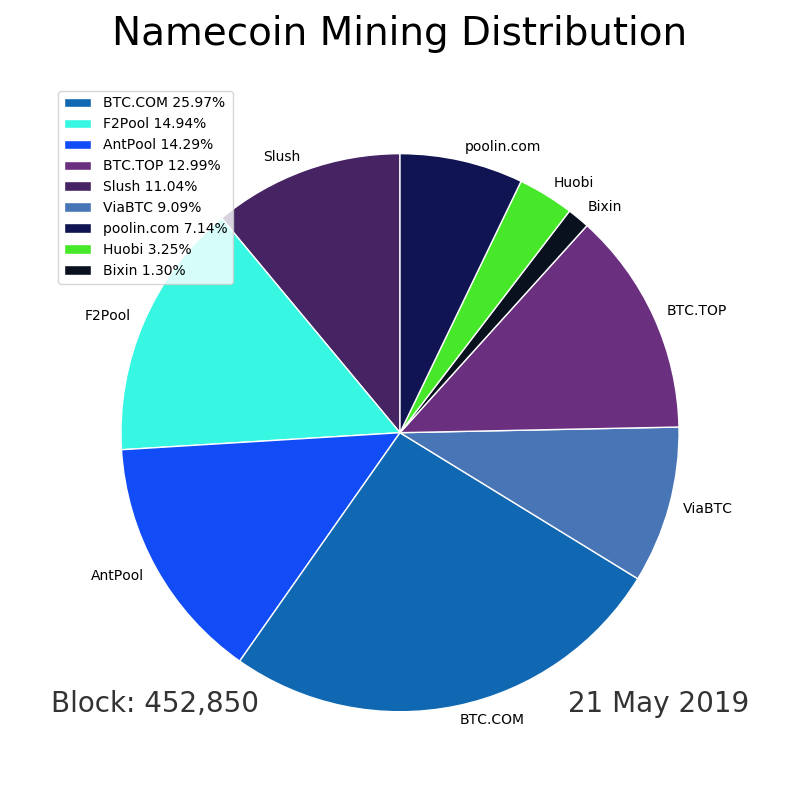 Namecoin Mining Distribution
BTC.COM 25.97%
F2Pool 14.94%
AntPool 14.29%
BTC.TOP 12.99%
Slush 11.04%
ViaBTC 9.09%
poolin.com 7.14%
Huobi 3.25%
Bixin 1.30%
Slush
poolin.com
Huobi
Bixin
BTC.TOP
F2Pool
ViaBTC
AntPool
BTC.COM
Block: 452,850
21 May 2019